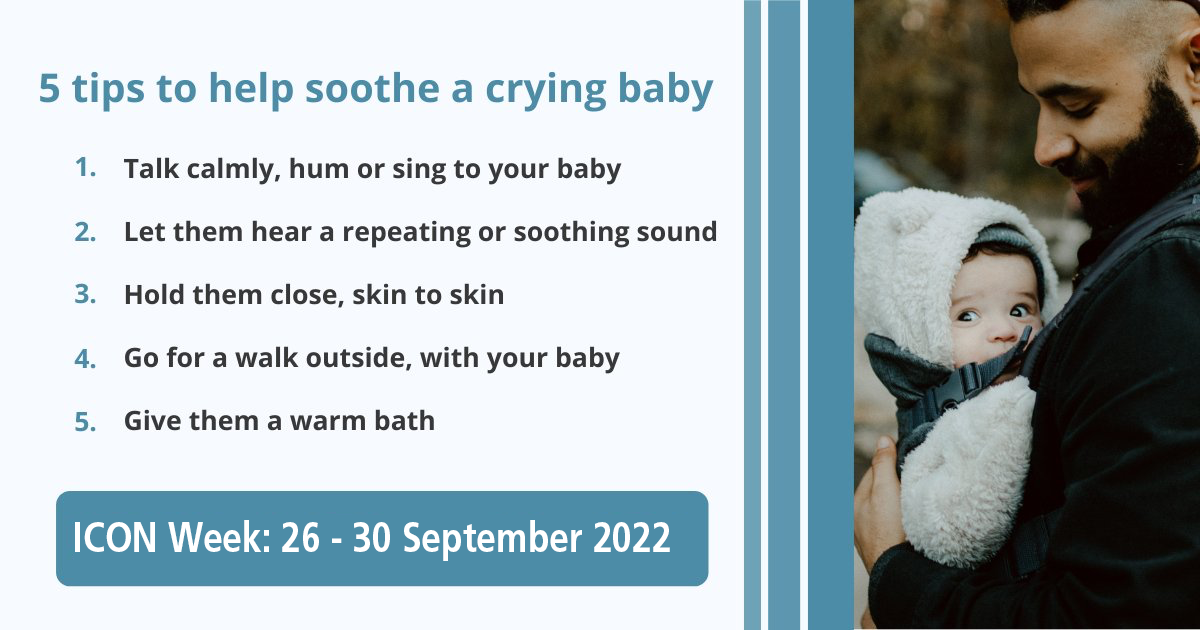 5 tips to help soothe a crying baby
1. Talk calmly, hum or sing to your baby
2. Let them hear a repeating or soothing sound
3. Hold them close, skin to skin
4. Go for a walk outside, with your baby
5. Give them a warm bath
ICON Week: 26 - 30 September 2022